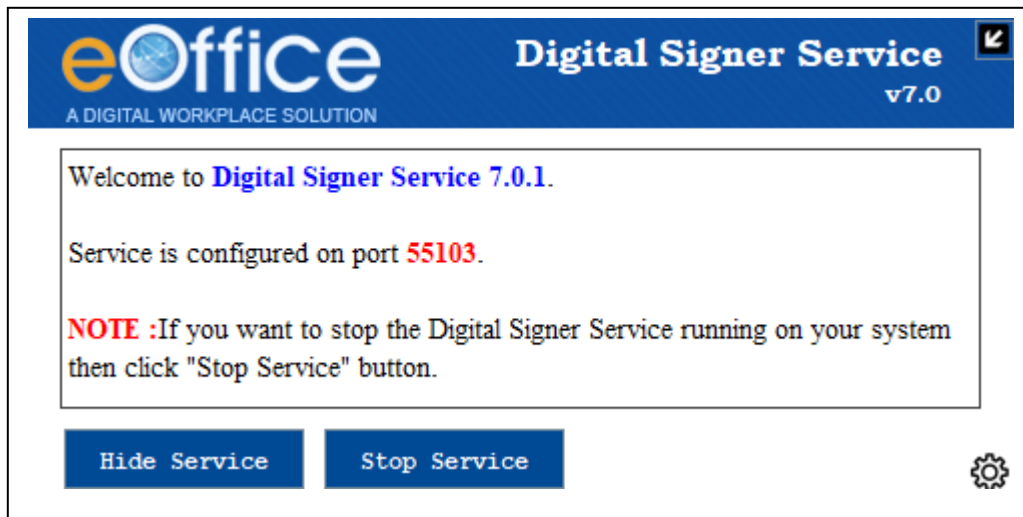 eOffice
A DIGITAL WORKPLACE SOLUTION
Digital Signer Service
v7.0
Welcome to Digital Signer Service 7.0.1.
Service is configured on port 55103.
NOTE :If you want to stop the Digital Signer Service running on your system
then click "Stop Service" button.
Hide Service
Stop Service